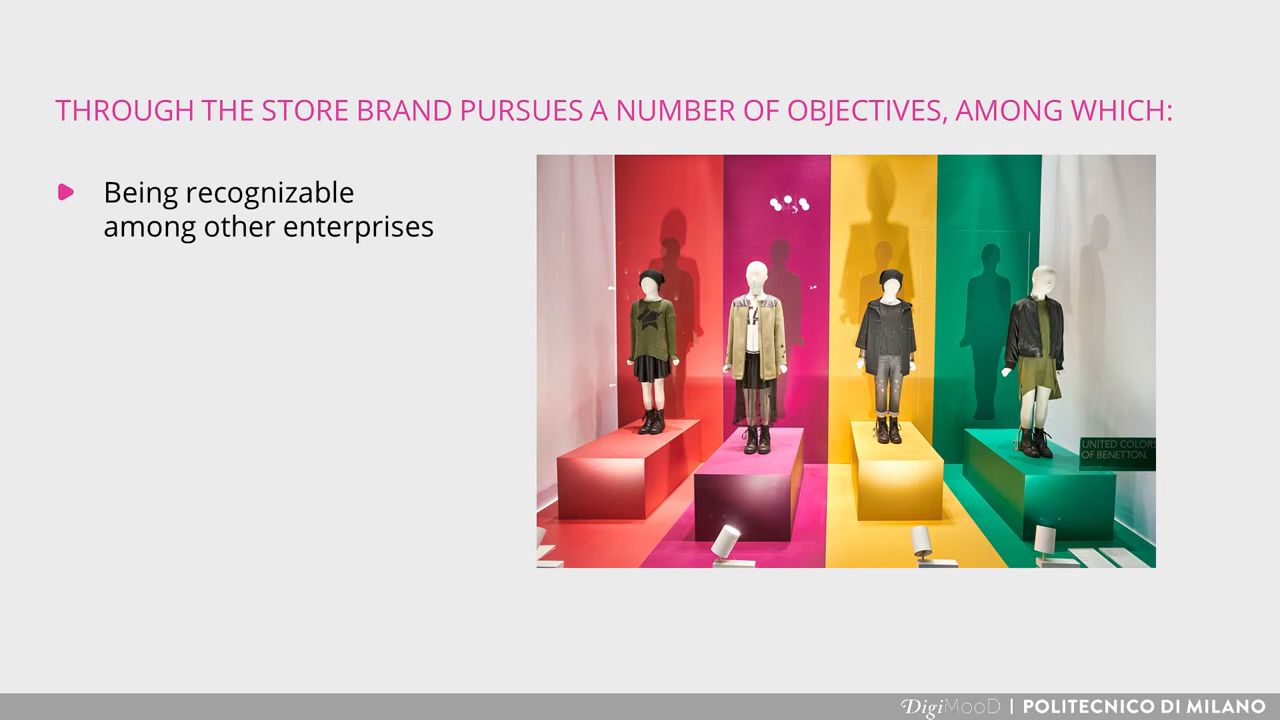 THROUGH THE STORE BRAND PURSUES A NUMBER OF OBJECTIVES, AMONG WHICH:
Being recognizable
among other enterprises
UNITED COLORS
OF BENETTON.
DigiMooD | POLITECNICO DI MILANO